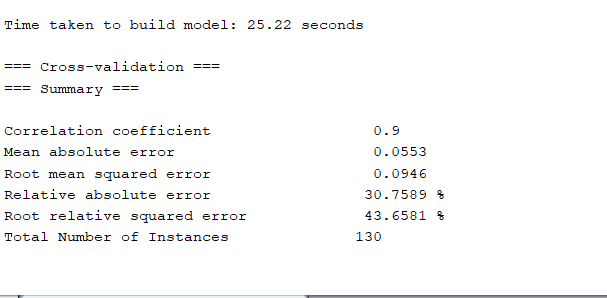 Time taken to build model: 25.22 seconds
=== Cross-validation ===
=== Summary ===
Correlation coefficient 0.9
Mean absolute error 0.0553
Root mean squared error 0.0946
Relative absolute error 30.7589 %
Root relative squared error 43.6581 %
Total Number of Instances 130